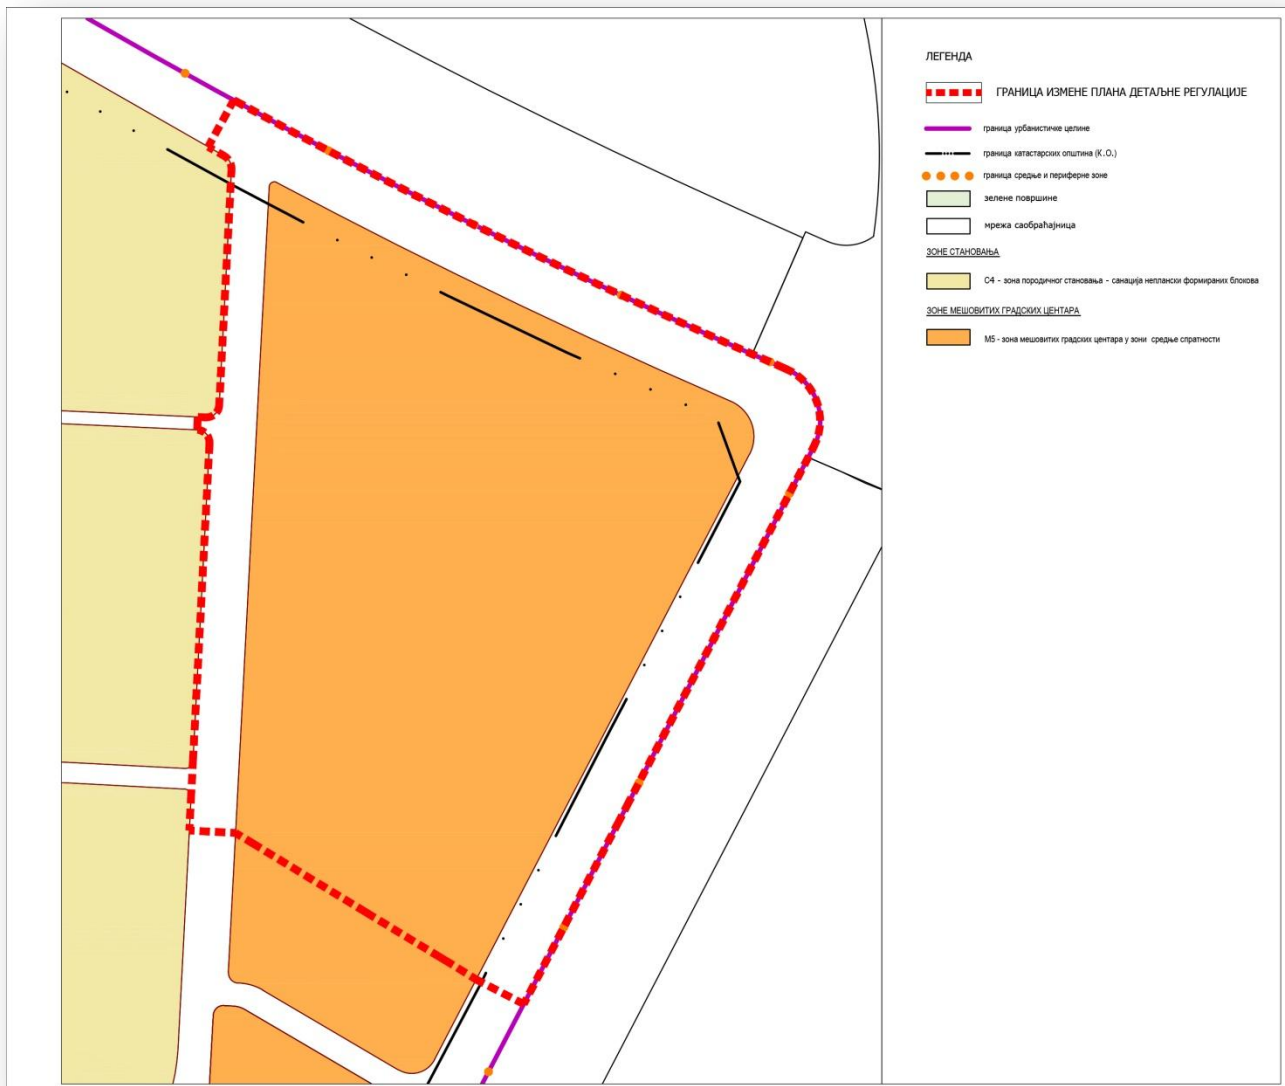 ЛЕГЕНДА
ГРАНИЦА ИЗМЕНЕ ПЛАНА ДЕТАЉНЕ РЕГУЛАЦИЈЕ
граница урбанистичке целине
граница катастарских општина (К.О.)
граница средње и периферне зоне
зелене површине
мрежа саобраћајница
ЗОНЕ СТАНОВАЊА
С4 - зона породичног становања - санација неплански формираних блокова
ЗОНЕ МЕШОВИТИХ ГРАДСКИХ ЦЕНТАРА
М5 - зона мешовитих градских центара у зони средње спратности